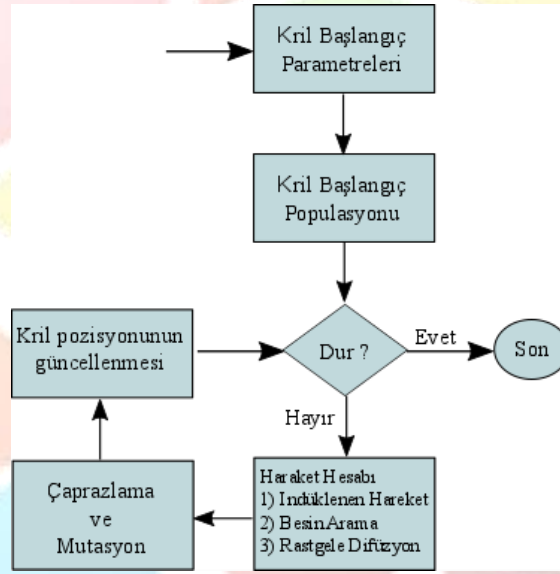 Kril Başlangıç
Parametreleri
Kril Başlangıç
Populasyonu
Kril pozisyonunun
güncellenmesi
Dur ?
Evet
Son
Hayır
Haraket Hesabı
1) Indüklenen Hareket
2) Besin Arama
3) Rastgele Difüzyon
Çaprazlama
ve
Mutasyon